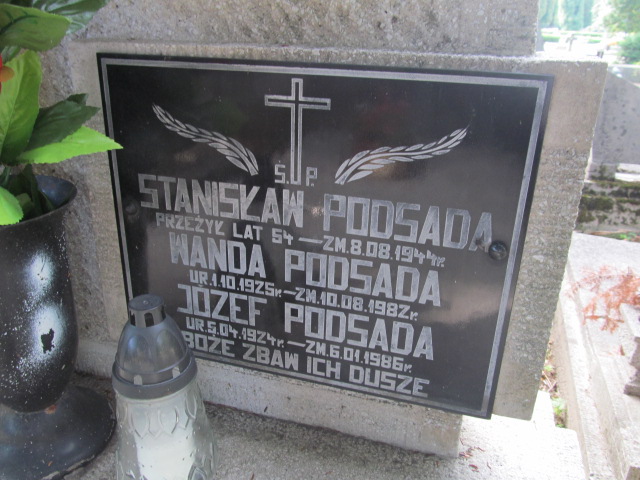 Ś.P.
STANISŁAW PODSADA
PRZEŻYŁ LAT 54 — ZM.8.08.1944r.
WANDA PODSADA
UR.1.10.1925r.—ZM.10.08.1982r.
JÓZEF PODSADA
UR.5.04.1924r.—ZM.6.01.1986r.
BOŻE ZBAW ICH DUSZE